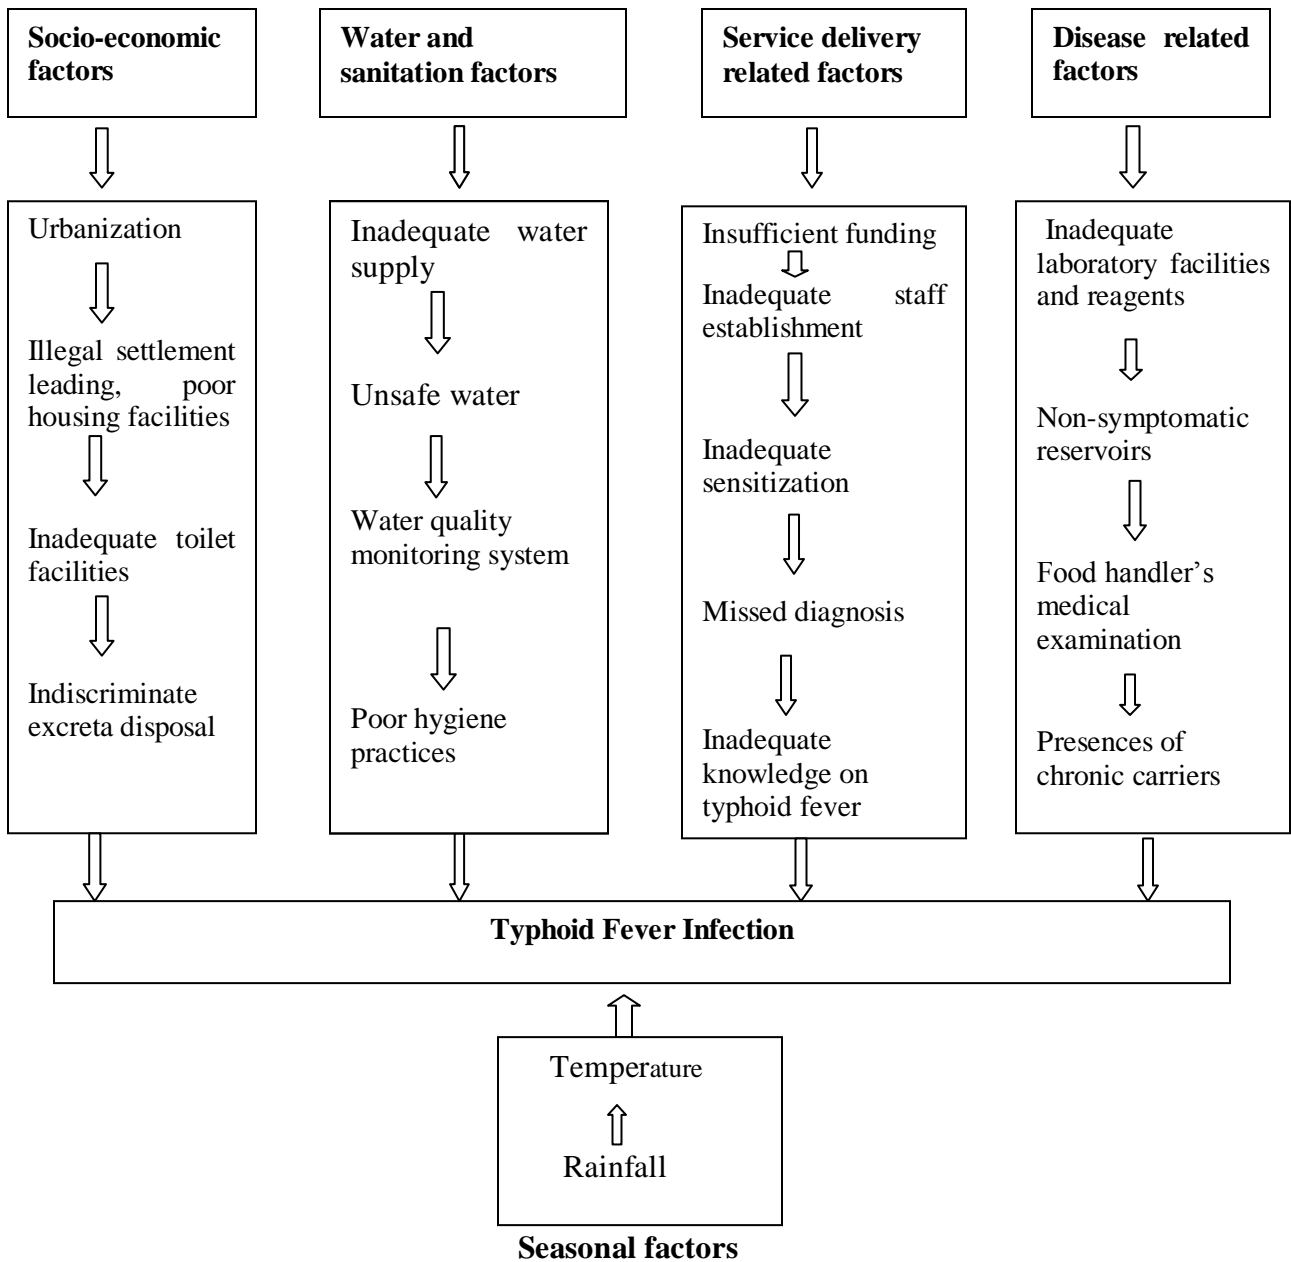 Socio-economic
factors
Water and
sanitation factors
Service delivery
related factors
Disease related
factors
Urbanization
Illegal settlement
leading, poor
housing facilities
Inadequate toilet
facilities
Indiscriminate
excreta disposal
Inadequate water
supply
Unsafe water
Water quality
monitoring system
Poor hygiene
practices
Insufficient funding
Inadequate staff
establishment
Inadequate
sensitization
Missed diagnosis
Inadequate
knowledge on
typhoid fever
Inadequate
laboratory facilities
and reagents
Non-symptomatic
reservoirs
Food handler’s
medical
examination
Presences of
chronic carriers
Typhoid Fever Infection
Temperature
Rainfall
Seasonal factors